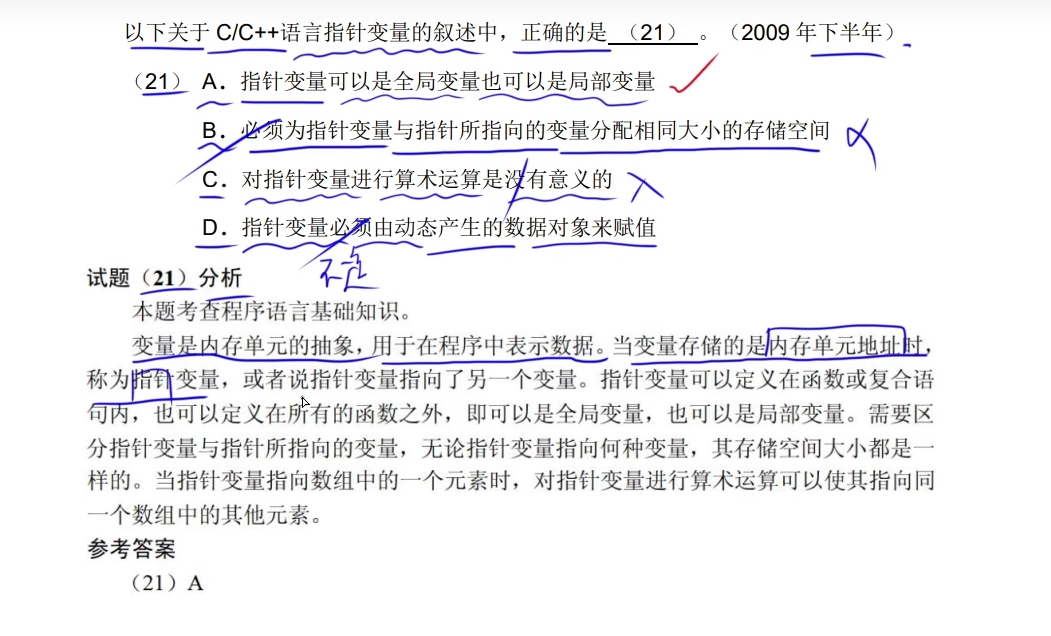 以下关于 C/C++语言指针变量的叙述中，正确的是 （21） 。（2009 年下半年）
（21） A．指针变量可以是全局变量也可以是局部变量
B．必须为指针变量与指针所指向的变量分配相同大小的存储空间
C．对指针变量进行算术运算是没有意义的
D．指针变量必须由动态产生的数据对象来赋值
不是
试题（21）分析
本题考查程序语言基础知识。
变量是内存单元的抽象，用于在程序中表示数据。当变量存储的是内存单元地址时，
称为指针变量，或者说指针变量指向了另一个变量。指针变量可以定义在函数或复合语
句内，也可以定义在所有的函数之外，即可以是全局变量，也可以是局部变量。需要区
分指针变量与指针所指向的变量，无论指针变量指向何种变量，其存储空间大小都是一
样的。当指针变量指向数组中的一个元素时，对指针变量进行算术运算可以使其指向同
一个数组中的其他元素。
参考答案
（21）A